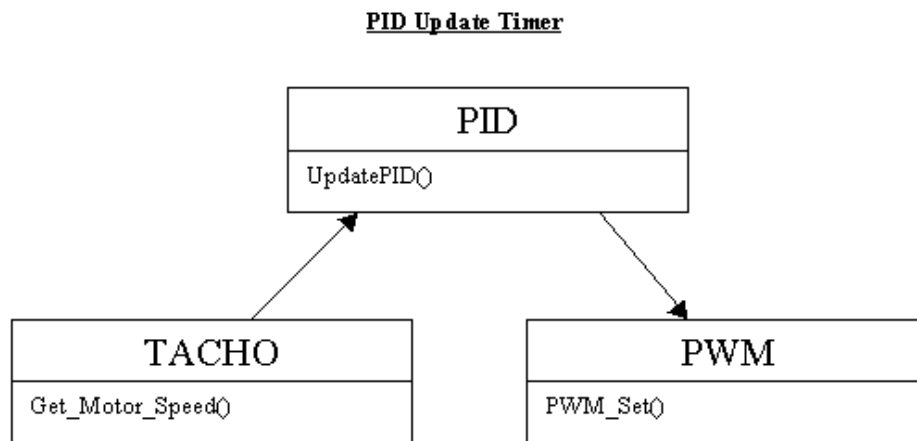 PID Update Timer
PID
UpdatePID()
TACHO
Get_Motor_Speed()
PWM
PWM_Set()